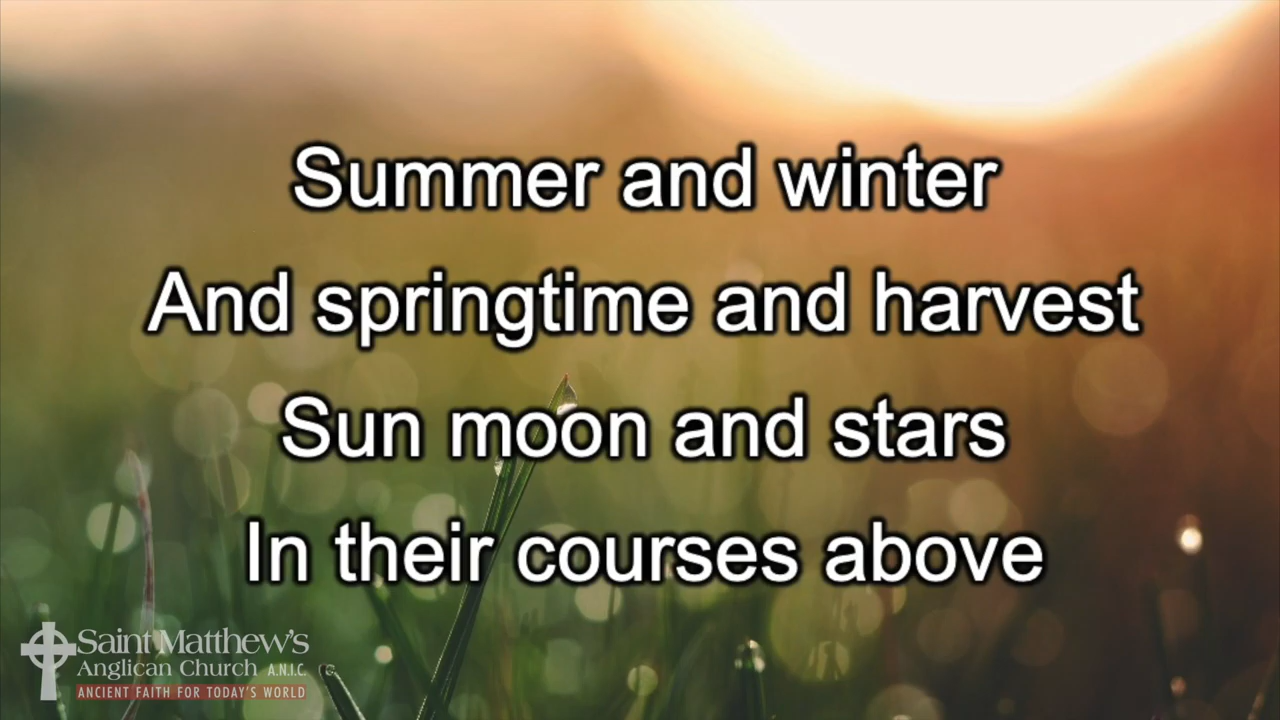 Summer and winter
And springtime and harvest
Sun moon and stars
In their courses above
Saint Matthew's
Anglican Church A.N.I.C.
ANCIENT FAITH FOR TODAY'S WORLD